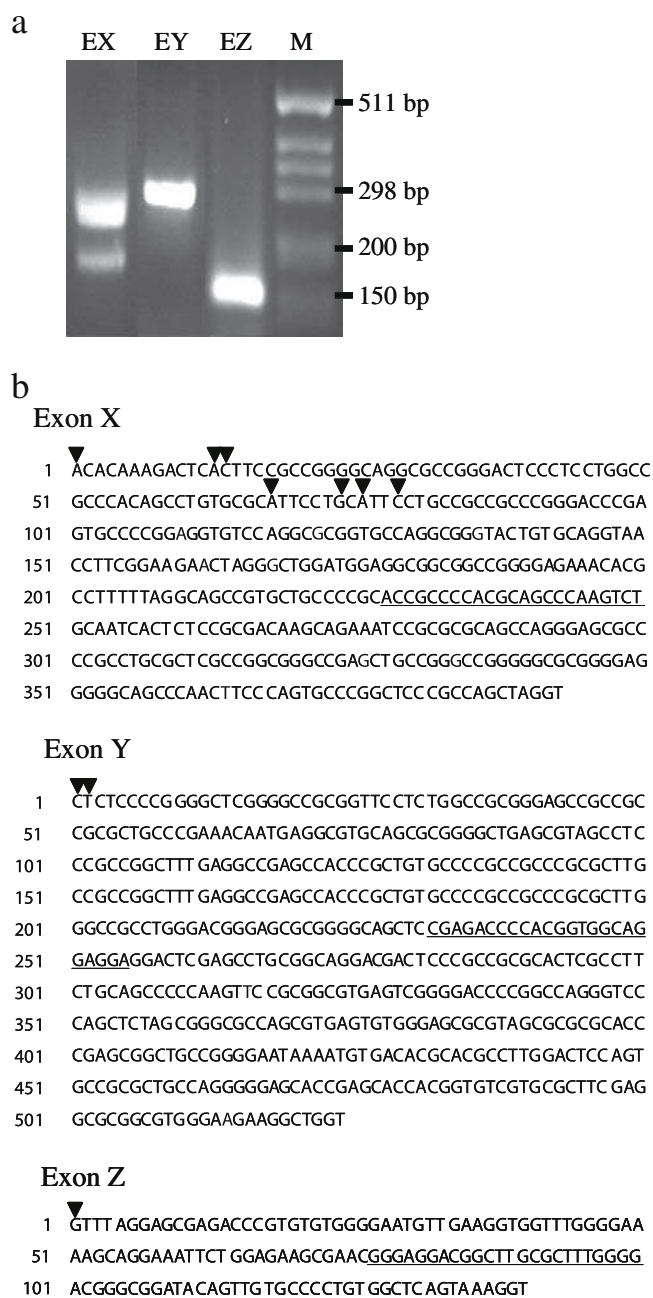 a
EX EY EZ M
511 bp
298 bp
200 bp
150 bp
b
Exon X
1 ACACAAAGACTCACTTCCGCCGGGGCAGGCGCCGGGACTCCCTCCTGGCC
51 GCCCACAGCCTGTGCGCATTCCTGCATTCCTGCCGCCGCCCGGGACCCGA
101 GTGCCCCGGAGGTGTCCAGGCGCGGTGCCAGGCGGGTACTGTGCAGGTAA
151 CCTTCGGAAGAACTAGGGCTGGATGGAGGCGGCGGCCGGGGAGAAACACG
201 CCTTTTTAGGCAGCCGTGCTGCCCCGCACCGCCCCACGCAGCCCAAGTCT
251 GCAATCACTCTCCGCGACAAGCAGAAATCCGCGCGCAGCCAGGGAGCGCC
301 CCGCCTGCGCTCGCCGGCGGGCCGAGCTGCCGGGCCGGGGGCGCGGGGAG
351 GGGGCAGCCCAACTTCCCAGTGCCCGGCTCCCGCCAGCTAGGT
Exon Y
1 CTCTCCCCGGGGCTCGGGGCCGCGGTTCCTCTGGCCGCGGGAGCCGCCGC
51 CGCGCTGCCCGAAACAATGAGGCGTGCAGCGCGGGGCTGAGCGTAGCCTC
101 CCGCCGGCTTTGAGGCCGAGCCACCCGCTGTGCCCCGCCGCCCGCGCTTG
151 CCGCCGGCTTTGAGGCCGAGCCACCCGCTGTGCCCCGCCGCCCGCGCTTG
201 GGCCGCCTGGGACGGGAGCGCGGGGCAGCTCCGAGACCCCACGGTGGCAG
251 GAGGAGGACTCGAGCCTGCGGCAGGACGACTCCCGCCGCGCACTCGCCTT
301 CTGCAGCCCCCAAGTTCCGCGGCGTGAGTCGGGGACCCCGGCCAGGGTCC
351 CAGCTCTAGCGGGCGCCAGCGTGAGTGTGGGAGCGCGTAGCGCGCGCACC
401 CGAGCGGCTGCCGGGGAATAAAATGTGACACGCACGCCTTGGACTCCAGT
451 GCCGCGCTGCCAGGGGGAGCACCGAGCACCACGGTGTCGTGCGCTTCGAG
501 GCGCGGCGTGGGAAGAAGGCTGGT
Exon Z
1 GTTTAGGAGCGAGACCCGTGTGTGGGGAATGTTGAAGGTGGTTTGGGGAA
51 AAGCAGGAAATTCTGGAGAAGCGAACGGGAGGACGGCTTGCGCTTTGGGG
101 ACGGGCGGATACAGTTGTGCCCCTGTGGCTCAGTAAAGGT